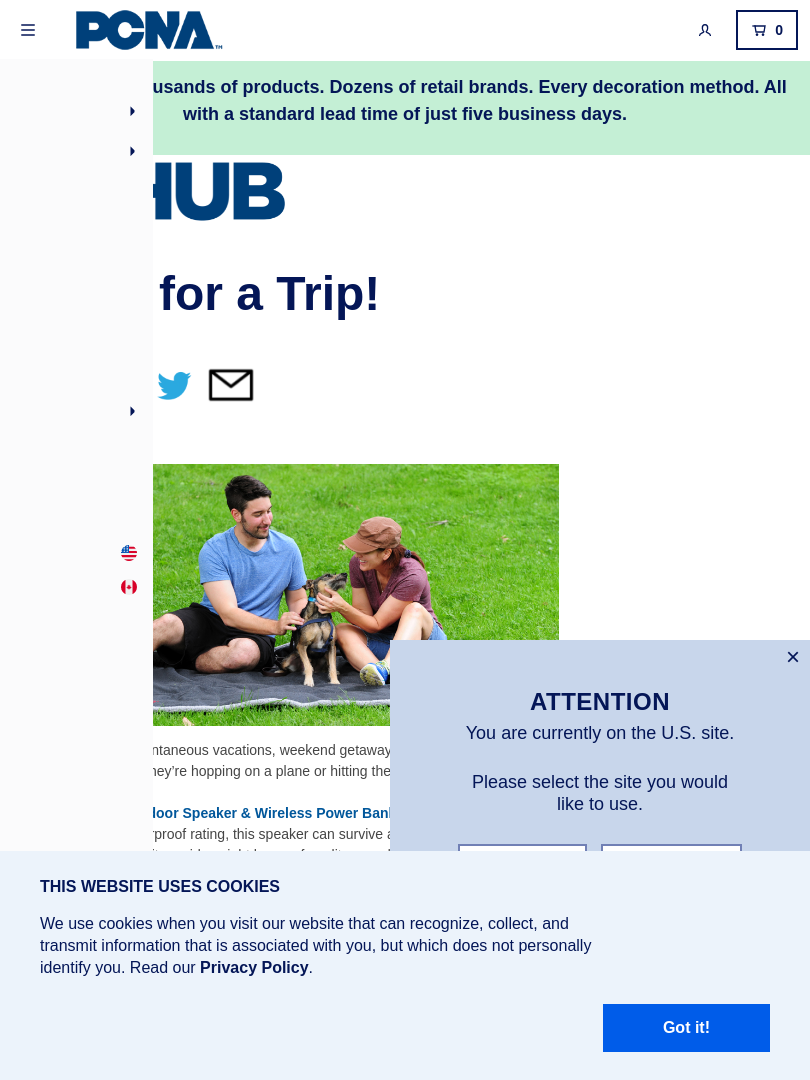 PCNA™
0
usands of products. Dozens of retail brands. Every decoration method. All
with a standard lead time of just five business days.
HUB
for a Trip!
ntaneous vacations, weekend getaway
hey’re hopping on a plane or hitting the
door Speaker & Wireless Power Bank
rproof rating, this speaker can survive a
ATTENTION
You are currently on the U.S. site.
Please select the site you would
like to use.
THIS WEBSITE USES COOKIES
We use cookies when you visit our website that can recognize, collect, and
transmit information that is associated with you, but which does not personally
identify you. Read our Privacy Policy.
Got it!